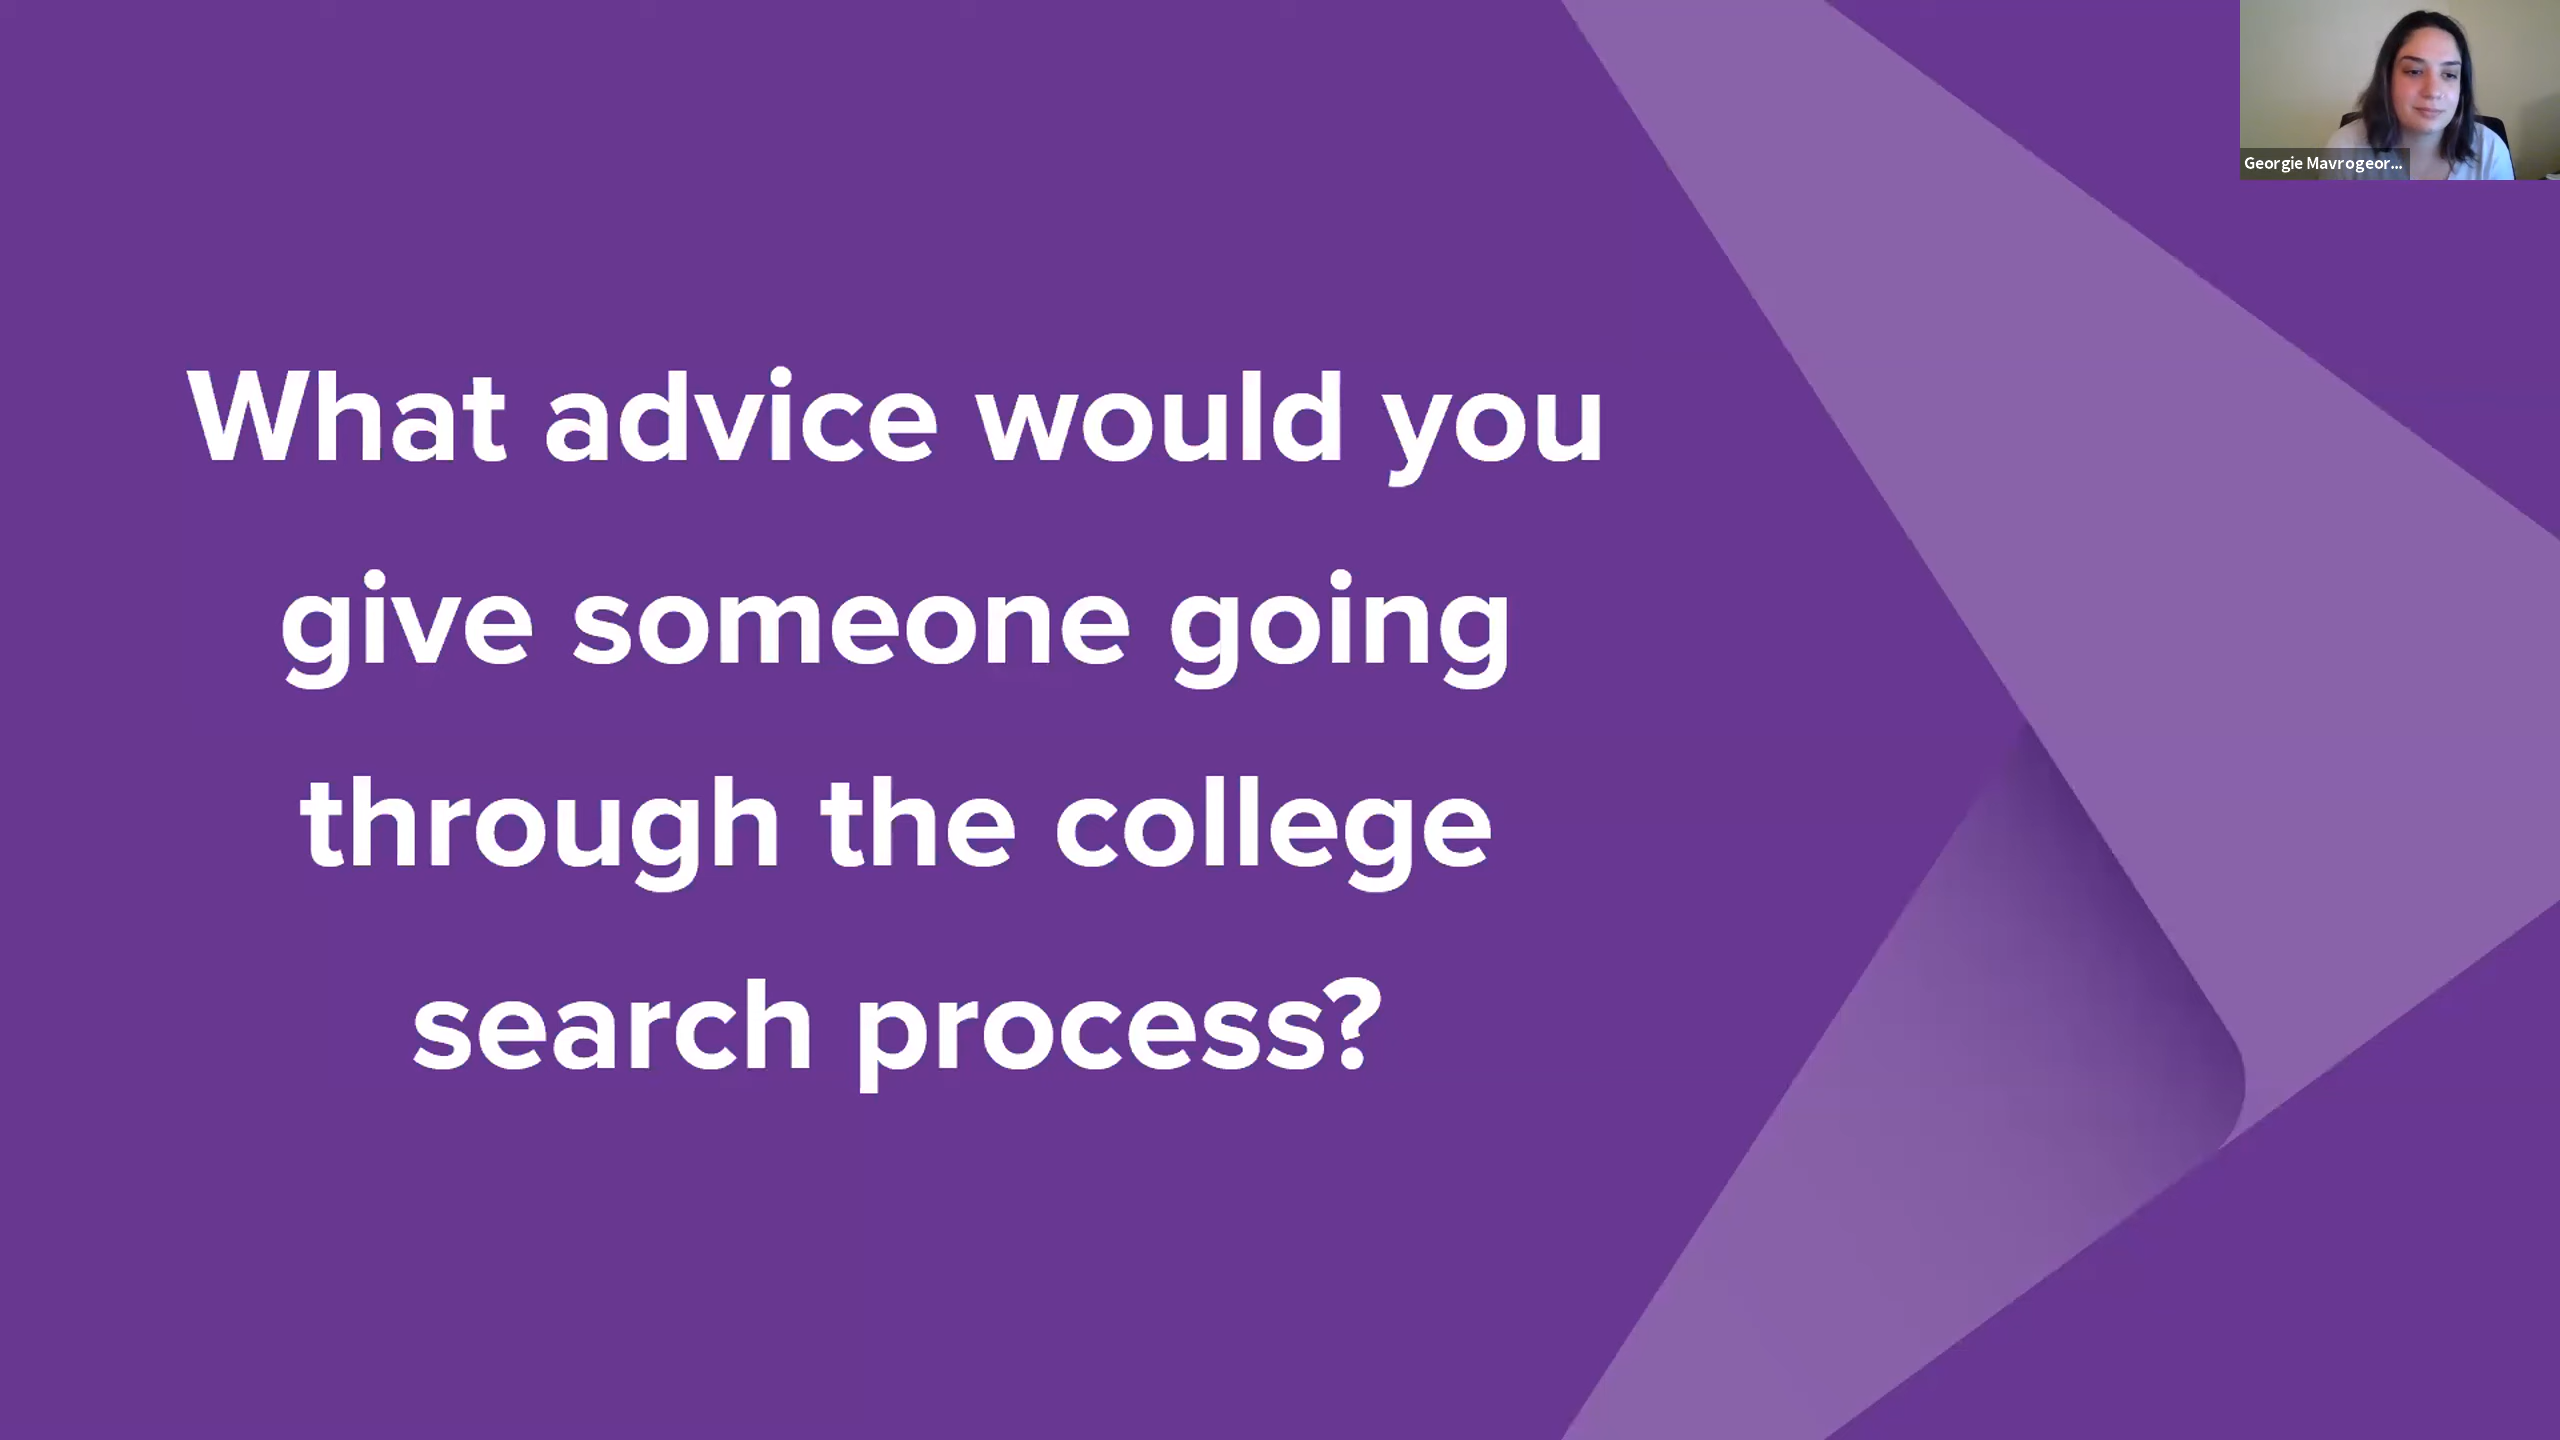 What advice would you
give someone going
through the college
search process?
Georgie Mavrogeor...